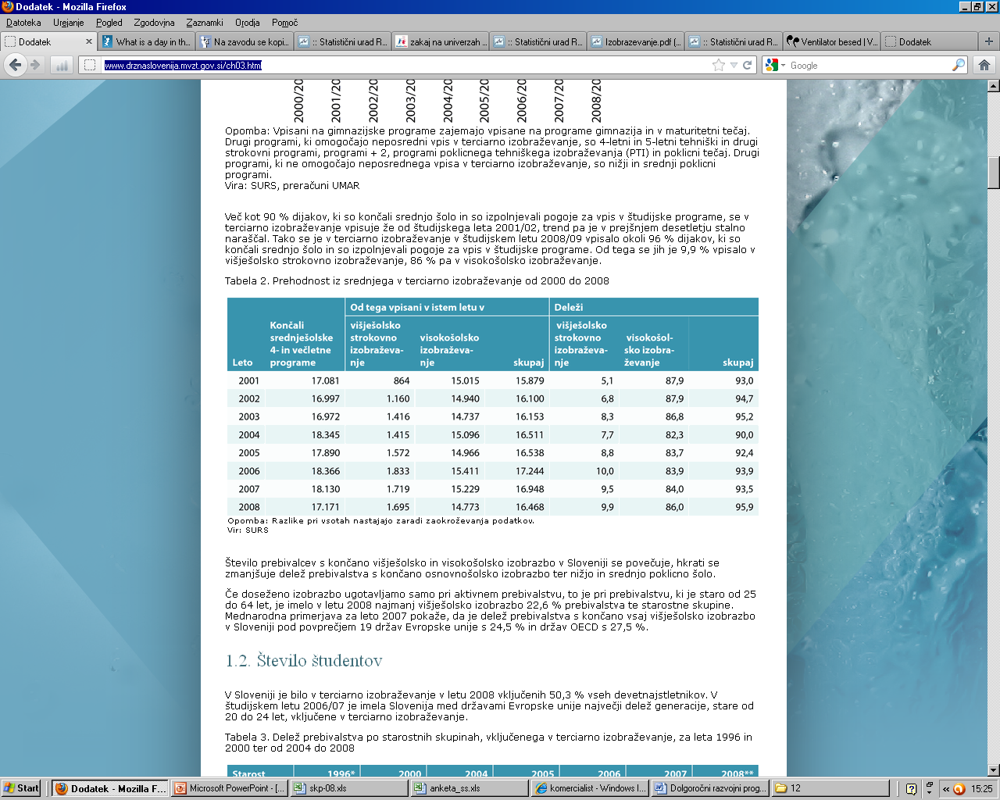 Dodatek - Mozilla Firefox
Datoteka Urejanje Pogled Zgodovina Zaznamki Orodja Pomoč
Dodatek What is a day in th... Na zavodu se kopi... :: Statistični urad R... zakaj na univerzah ... :: Statistični urad R... Izobrazevanje.pdf (... :: Statistični urad R... Ventilator besed | V... Dodatek
www.drznaslovenija.mvzt.gov.si/ch03.html Google
2000/20 2001/20 2002/20 2003/20 2004/20 2005/20 2006/20 2007/20 2008/20
Opomba: Vpisani na gimnazijske programe zajemajo vpisane na programe gimnazija in v maturitetni tečaj.
Drugi programi, ki omogočajo neposredni vpis v terciarno izobraževanje, so 4-letni in 5-letni tehniški in drugi
strokovni programi, programi + 2, programi poklicnega tehniškega izobraževanja (PTI) in poklicni tečaj. Drugi
programi, ki ne omogočajo neposrednega vpisa v terciarno izobraževanje, so nižji in srednji poklicni
programi.
Vira: SURS, preračuni UMAR
Več kot 90 % dijakov, ki so končali srednjo šolo in so izpolnjevali pogoje za vpis v študijske programe, se v
terciarno izobraževanje vpisuje že od študijskega leta 2001/02, trend pa je v prejšnjem desetletju stalno
naraščal. Tako se je v terciarno izobraževanje v študijskem letu 2008/09 vpisalo okoli 96 % dijakov, ki so
končali srednjo šolo in so izpolnjevali pogoje za vpis v študijske programe. Od tega se jih je 9,9 % vpisalo v
višješolsko strokovno izobraževanje, 86 % pa v visokošolsko izobraževanje.
Tabela 2. Prehodnost iz srednjega v terciarno izobraževanje od 2000 do 2008
Od tega vpisani v istem letu v Deleži
Končali višješolsko višješolsko
srednješolske strokovno visokošolsko strokovno visokošol-
4- in večletne izobraževa- izobraževa- izobraževa- sko izobra-
Leto programe nje nje skupaj nje ževanje skupaj
2001 17.081 864 15.015 15.879 5,1 87,9 93,0
2002 16.997 1.160 14.940 16.100 6,8 87,9 94,7
2003 16.972 1.416 14.737 16.153 8,3 86,8 95,2
2004 18.345 1.415 15.096 16.511 7,7 82,3 90,0
2005 17.890 1.572 14.966 16.538 8,8 83,7 92,4
2006 18.366 1.833 15.411 17.244 10,0 83,9 93,9
2007 18.130 1.719 15.229 16.948 9,5 84,0 93,5
2008 17.171 1.695 14.773 16.468 9,9 86,0 95,9
Opomba: Razlike pri vsotah nastajajo zaradi zaokroževanja podatkov.
Vir: SURS
Število prebivalcev s končano višješolsko in visokošolsko izobrazbo v Sloveniji se povečuje, hkrati se
zmanjšuje delež prebivalstva s končano osnovnošolsko izobrazbo ter nižjo in srednjo poklicno šolo.
Če doseženo izobrazbo ugotavljamo samo pri aktivnem prebivalstvu, to je pri prebivalstvu, ki je staro od 25
do 64 let, je imelo v letu 2008 najmanj višješolsko izobrazbo 22,6 % prebivalstva te starostne skupine.
Mednarodna primerjava za leto 2007 pokaže, da je delež prebivalstva s končano vsaj višješolsko izobrazbo
v Sloveniji pod povprečjem 19 držav Evropske unije s 24,5 % in držav OECD s 27,5 %.
1.2. Število študentov
V Sloveniji je bilo v terciarno izobraževanje v letu 2008 vključenih 50,3 % vseh devetnajstletnikov. V
študijskem letu 2006/07 je imela Slovenija med državami Evropske unije največji delež generacije, stare od
20 do 24 let, vključene v terciarno izobraževanje.
Tabela 3. Delež prebivalstva po starostnih skupinah, vključenega v terciarno izobraževanje, za leta 1996 in
2000 ter od 2004 do 2008
Starost 1996* 2000 2004 2005 2006 2007 2008**
Start Dodatek - Mozilla F... Microsoft PowerPoint - [... skp-08.xls anketa_ss.xls komercialist - Windows I... Dolgoročni razvojni prog... 12 15:25